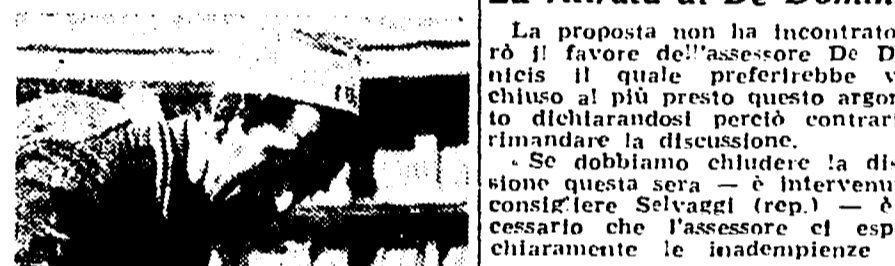 La proposta non ha incontrato
rò il favore dell'assessore De D
nicis il quale preferirebbe v
chiuso al più presto questo argom
to dichiarandosi perciò contrar
rimandare la discussione.
« Se dobbiamo chiudere la di-
sione questa sera — è intervenu
consigliere Selvaggi (rep.) — è
cessario che l'assessore ci esp
chiaramente le inadempienze